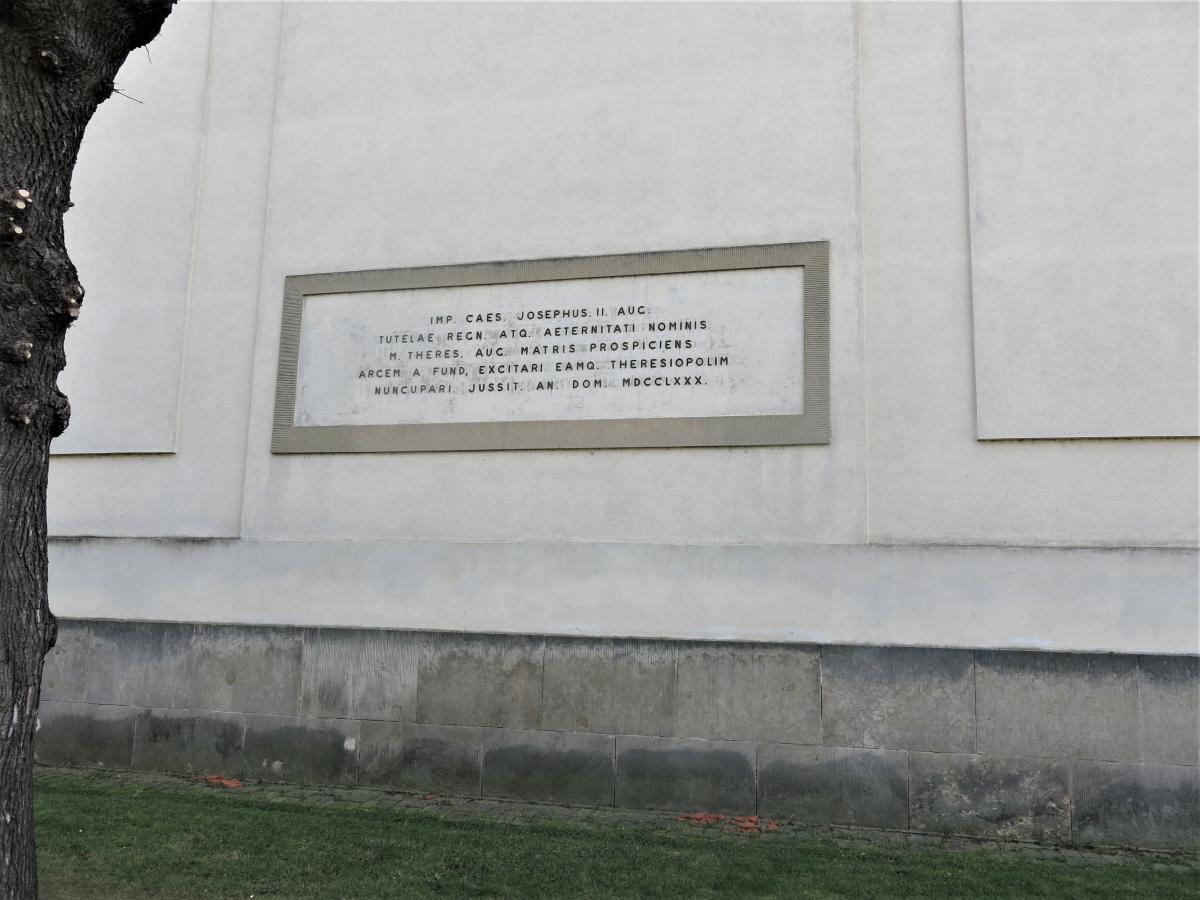 IMP. CAES. JOSEPHUS. II. AUG.
TUTELAE REGN. ATQ. AETERNITATI NOMINIS
M. THERES. AUG. MATRIS PROSPICIENS
ARCEM. A FUND, EXCITARI EAMQ. THERESIOPOLIM
NUNCUPARI. JUSSIT. AN. DOM. MDCCLXXX.